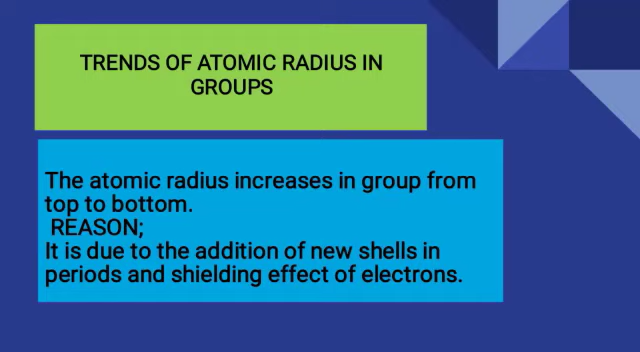 TRENDS OF ATOMIC RADIUS IN
GROUPS
The atomic radius increases in group from
top to bottom.
REASON;
It is due to the addition of new shells in
periods and shielding effect of electrons.